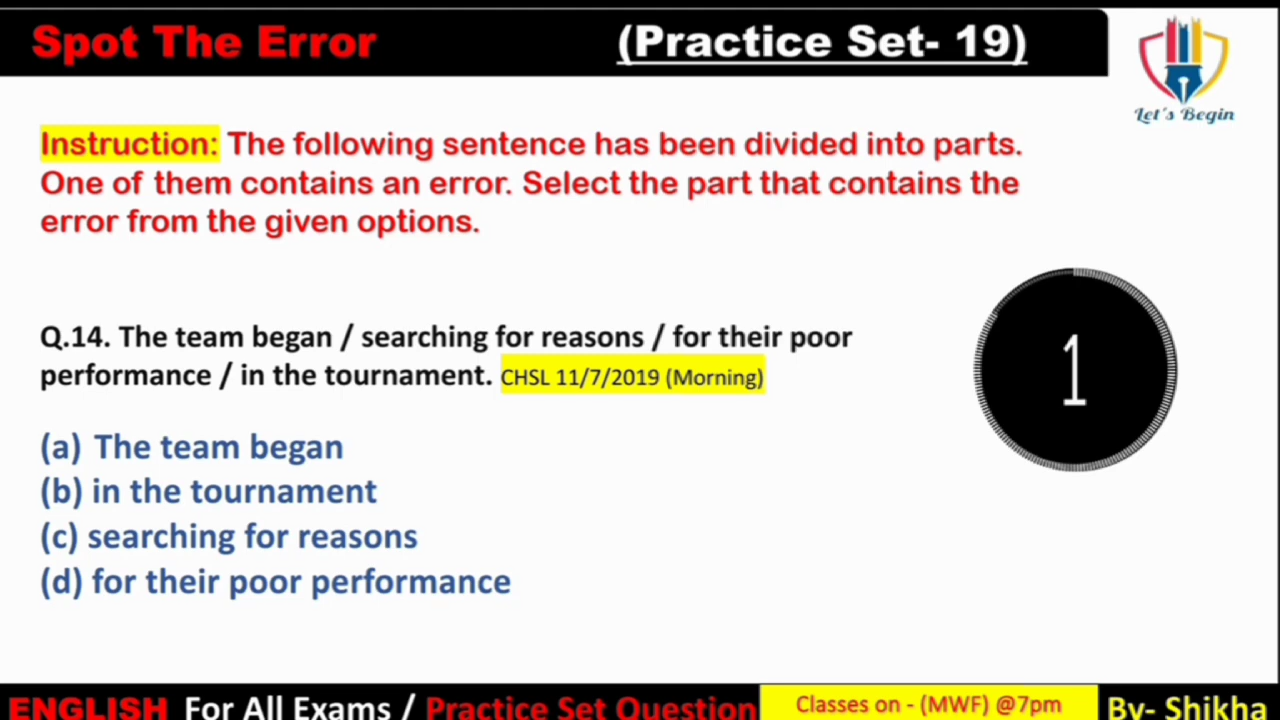 Spot The Error (Practice Set- 19)
Let's Begin
Instruction: The following sentence has been divided into parts.
One of them contains an error. Select the part that contains the
error from the given options.
Q.14. The team began / searching for reasons / for their poor
performance / in the tournament. CHSL 11/7/2019 (Morning)
1
(a) The team began
(b) in the tournament
(c) searching for reasons
(d) for their poor performance
ENGLISH For All Exams / Practice Set Question Classes on - (MWF) @7pm By- Shikha